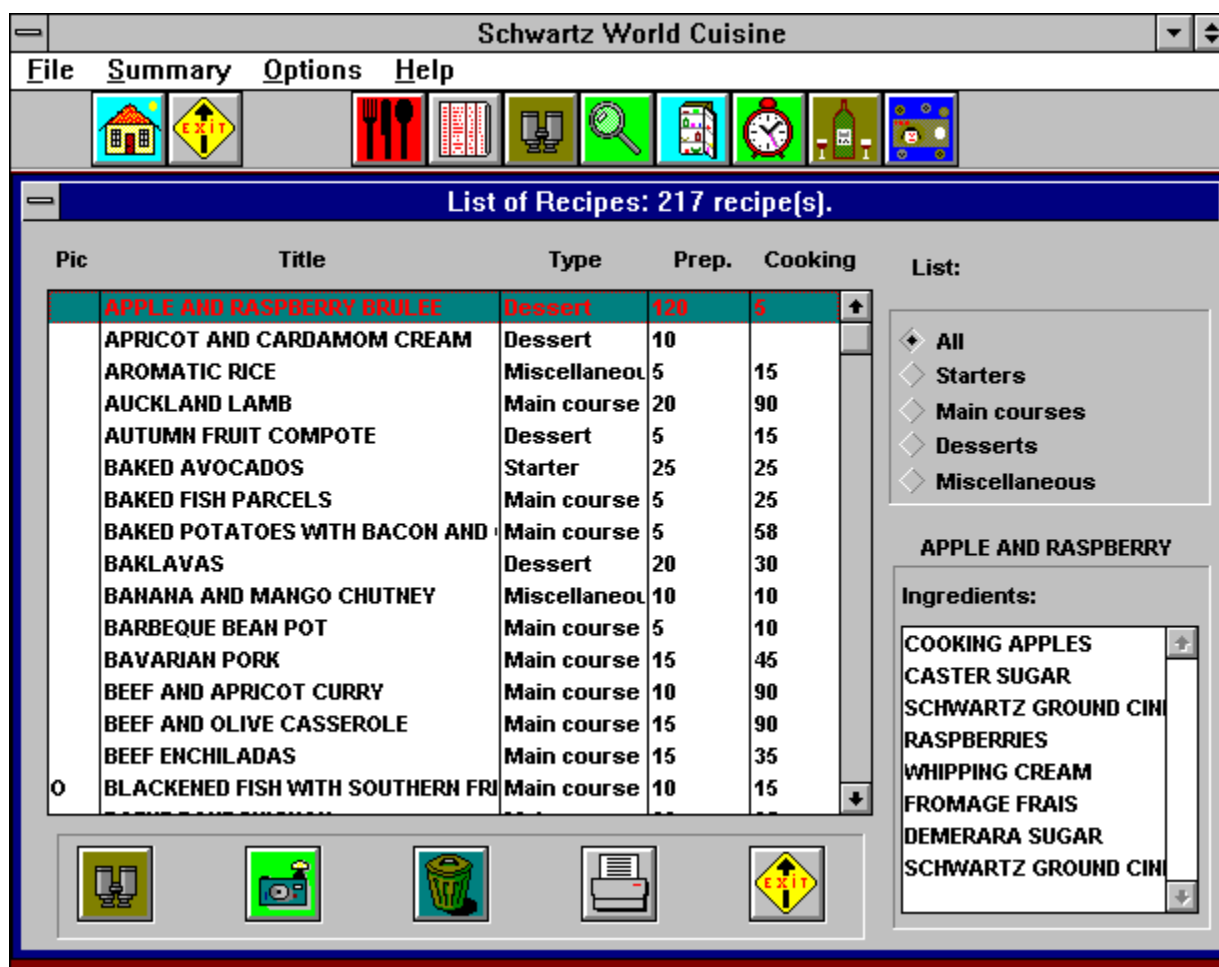 Schwartz World Cuisine
File Summary Options Help
EXIT
List of Recipes: 217 recipe(s).
Pic Title Type Prep. Cooking
APPLE AND RASPBERRY BRULEE Dessert 120 5
APRICOT AND CARDAMOM CREAM Dessert 10
AROMATIC RICE Miscellaneou 5 15
AUCKLAND LAMB Main course 20 90
AUTUMN FRUIT COMPOTE Dessert 5 15
BAKED AVOCADOS Starter 25 25
BAKED FISH PARCELS Main course 5 25
BAKED POTATOES WITH BACON AND Main course 5 58
BAKLAVAS Dessert 20 30
BANANA AND MANGO CHUTNEY Miscellaneou 10 10
BARBEQUE BEAN POT Main course 5 10
BAVARIAN PORK Main course 15 45
BEEF AND APRICOT CURRY Main course 10 90
BEEF AND OLIVE CASSEROLE Main course 15 90
BEEF ENCHILADAS Main course 15 35
O BLACKENED FISH WITH SOUTHERN FRI Main course 10 15
List:
All
Starters
Main courses
Desserts
Miscellaneous
APPLE AND RASPBERRY
Ingredients:
COOKING APPLES
CASTER SUGAR
SCHWARTZ GROUND CIN
RASPBERRIES
WHIPPING CREAM
FROMAGE FRAIS
DEMERARA SUGAR
SCHWARTZ GROUND CIN
EXIT